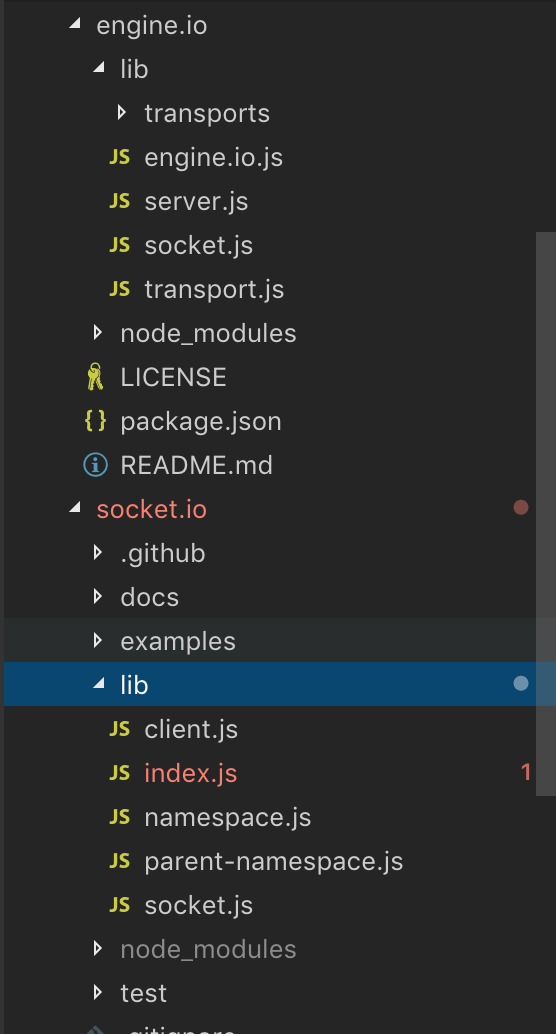 engine.io
lib
transports
JS engine.io.js
JS server.js
JS socket.js
JS transport.js
node_modules
LICENSE
{} package.json
README.md
socket.io
.github
docs
examples
lib
JS client.js
JS index.js 1
JS namespace.js
JS parent-namespace.js
JS socket.js
node_modules
test
.gitignore